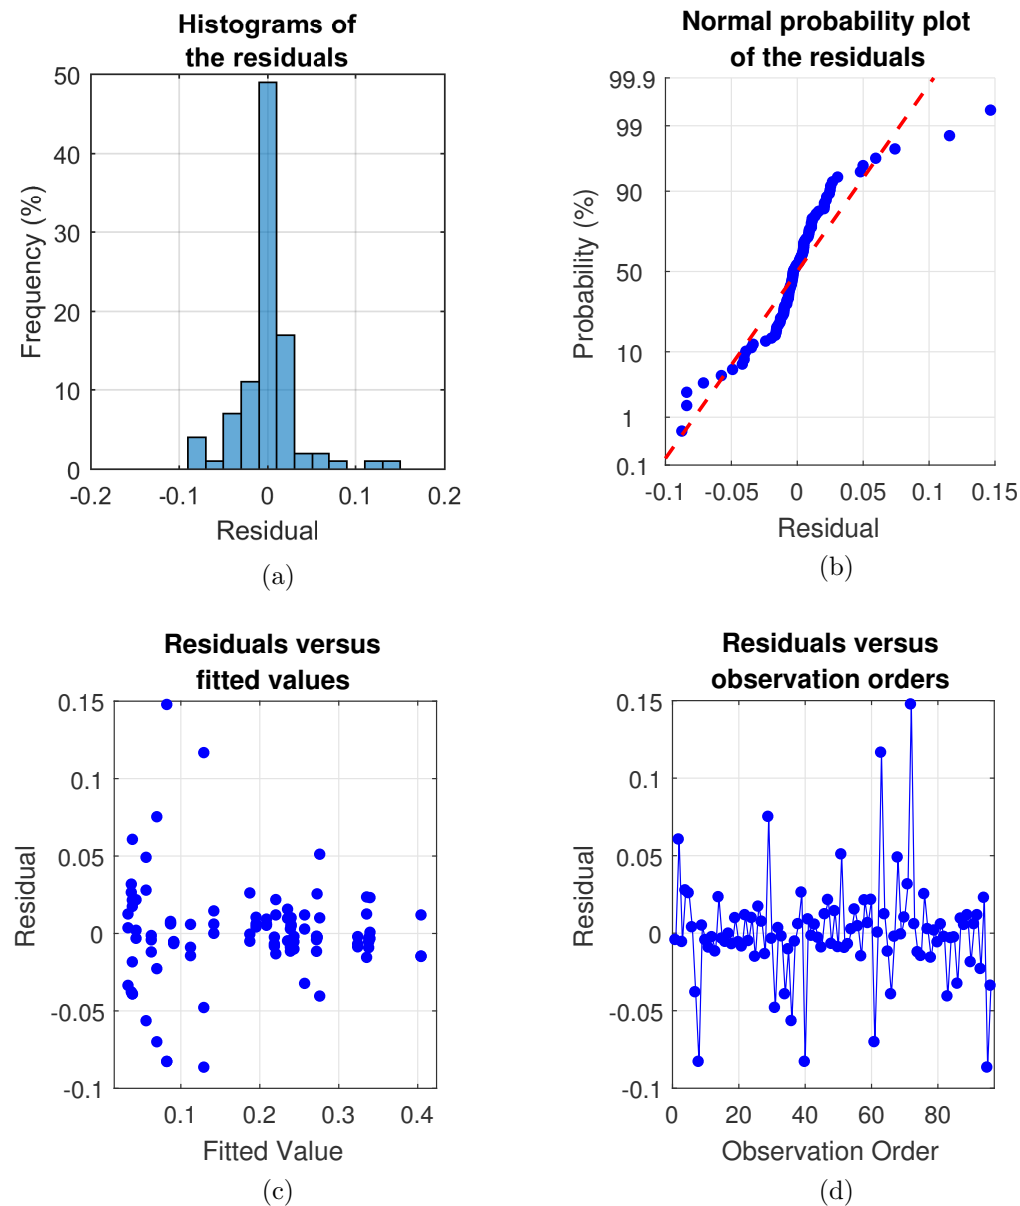 Histograms of
the residuals
50
40
30
20
10
0
Frequency (%)
-0.2 -0.1 0 0.1 0.2
Residual
(a)
Normal probability plot
of the residuals
99.9
99
90
50
10
1
0.1
Probability (%)
-0.1 -0.05 0 0.05 0.1 0.15
Residual
(b)
Residuals versus
fitted values
0.15
0.1
0.05
0
-0.05
-0.1
Residual
0.1 0.2 0.3 0.4
Fitted Value
(c)
Residuals versus
observation orders
0.15
0.1
0.05
0
-0.05
-0.1
Residual
0 20 40 60 80
Observation Order
(d)